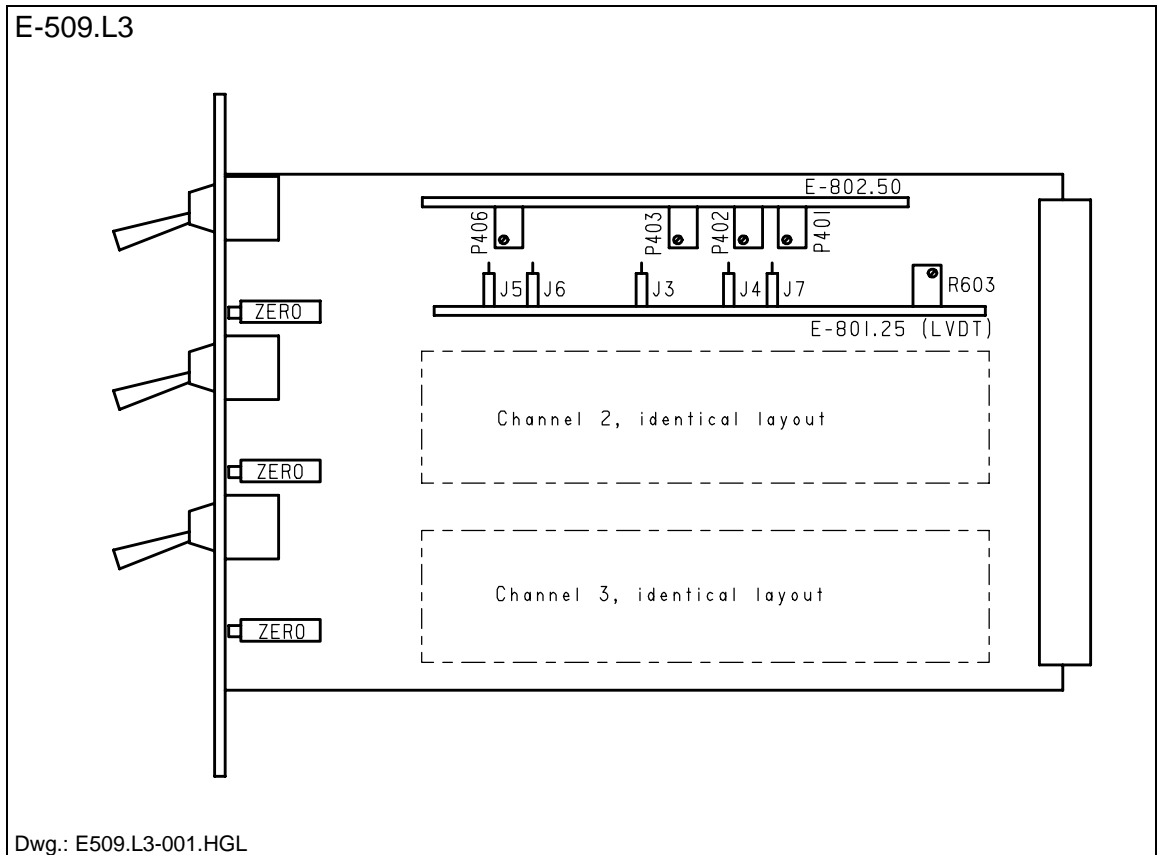 E-509.L3
E-802.50
P406
P403
P402
P401
J5
J6
J3
J4
J7
R603
ZERO
E-801.25 (LVDT)
Channel 2, identical layout
ZERO
Channel 3, identical layout
ZERO
Dwg.: E509.L3-001.HGL